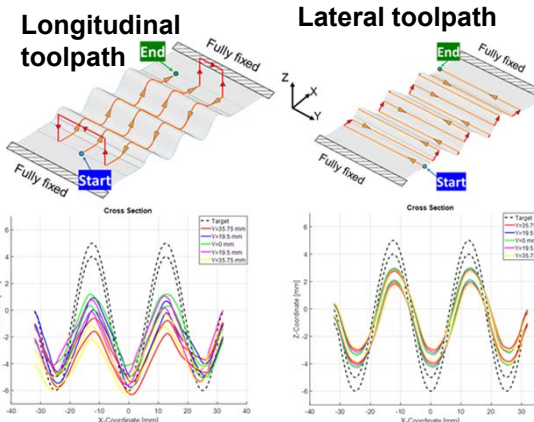 Longitudinal
toolpath
Lateral toolpath
End
Fully fixed
Fully fixed
Start
End
Fully fixed
Z
X
Y
Fully fixed
Start
Cross Section
Target
Y=35.75 mm
Y=19.5 mm
Y=0 mm
Y=19.5 mm
Y=35.75 mm
6
4
2
0
-2
-4
-6
-40
-30
-20
-10
0
10
20
30
40
X-Coordinate [mm]
Cross Section
Target
Y=35.75
Y=19.5 m
Y=0 mm
Y=19.5 m
Y=35.75
Z-Coordinate [mm]
6
4
2
0
-2
-4
-6
-40
-30
-20
-10
0
10
20
30
X-Coordinate [mm]